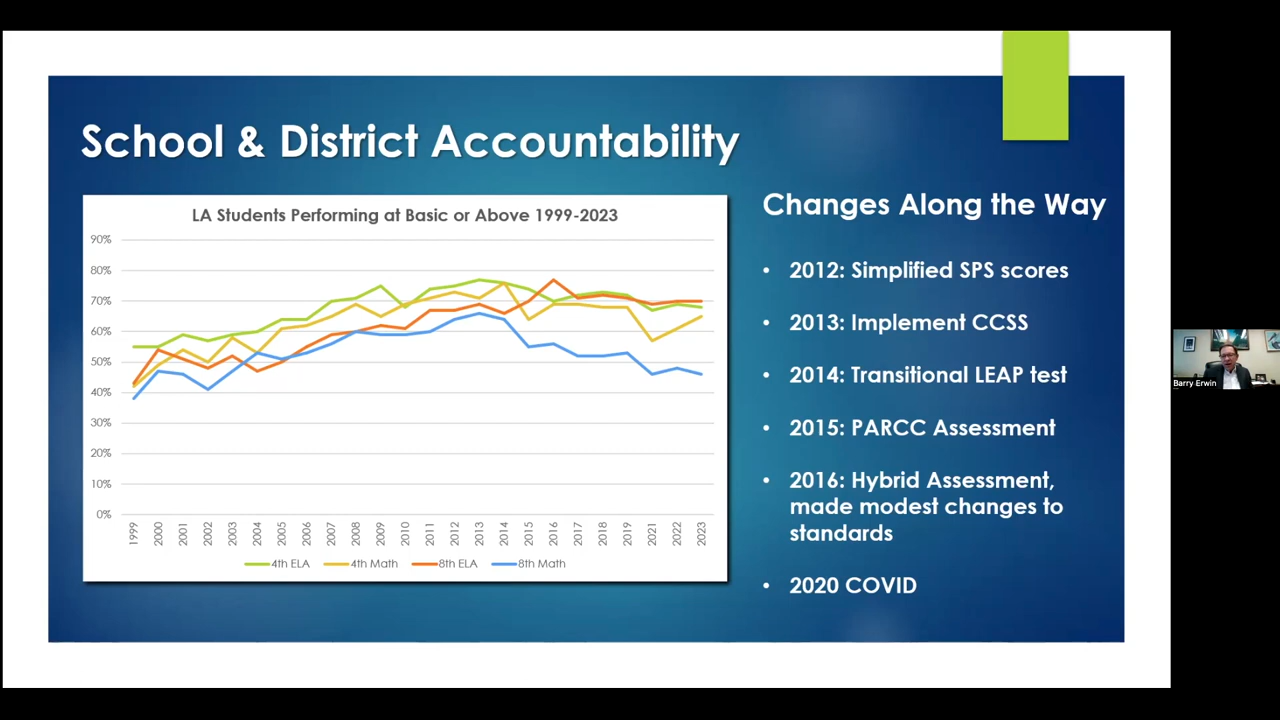 School & District Accountability
LA Students Performing at Basic or Above 1999-2023
90%
80%
70%
60%
50%
40%
30%
20%
10%
0%
1999
2000
2001
2002
2003
2004
2005
2006
2007
2008
2009
2010
2011
2012
2013
2014
2015
2016
2017
2018
2019
2021
2022
2023
4th ELA
4th Math
8th ELA
8th Math
Changes Along the Way
• 2012: Simplified SPS scores
• 2013: Implement CCSS
• 2014: Transitional LEAP test
• 2015: PARCC Assessment
• 2016: Hybrid Assessment,
made modest changes to
standards
• 2020 COVID
Barry Erwin